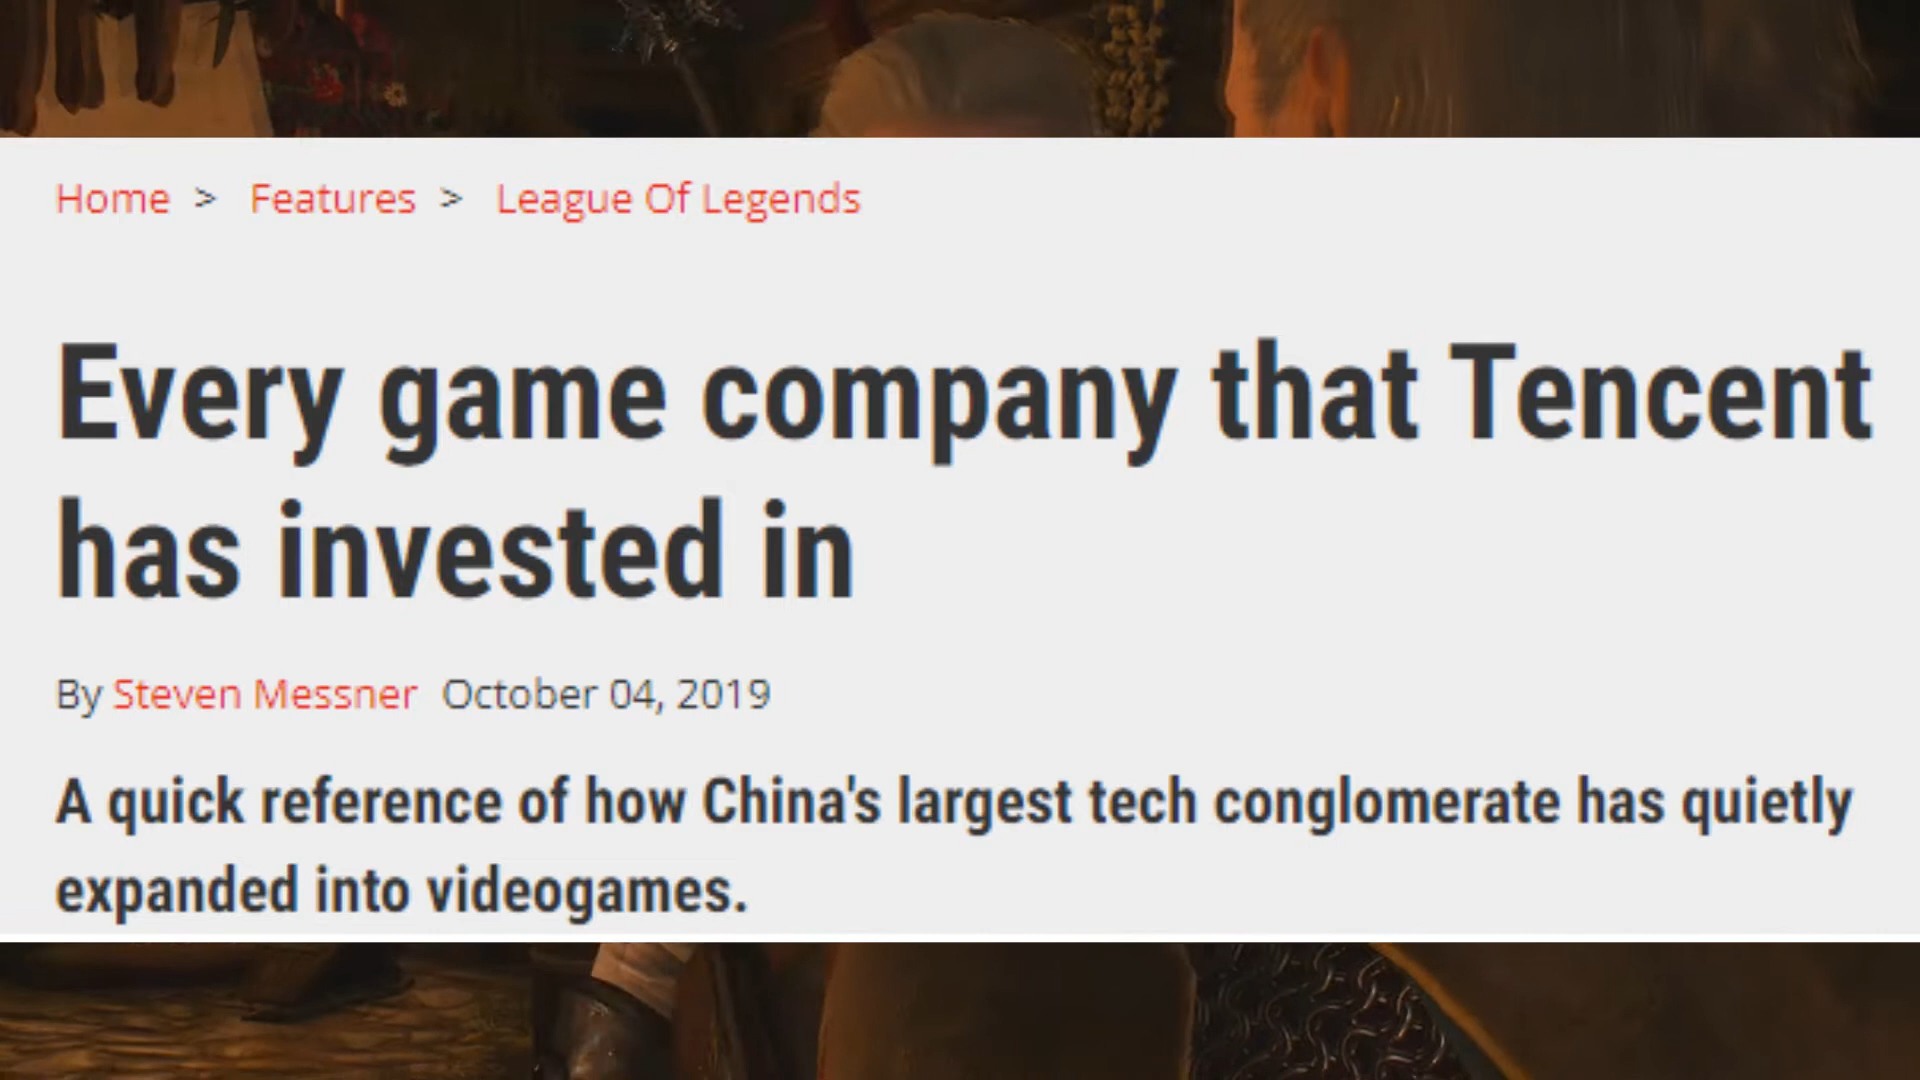 Home > Features > League Of Legends
Every game company that Tencent
has invested in
By Steven Messner October 04, 2019
A quick reference of how China's largest tech conglomerate has quietly
expanded into videogames.